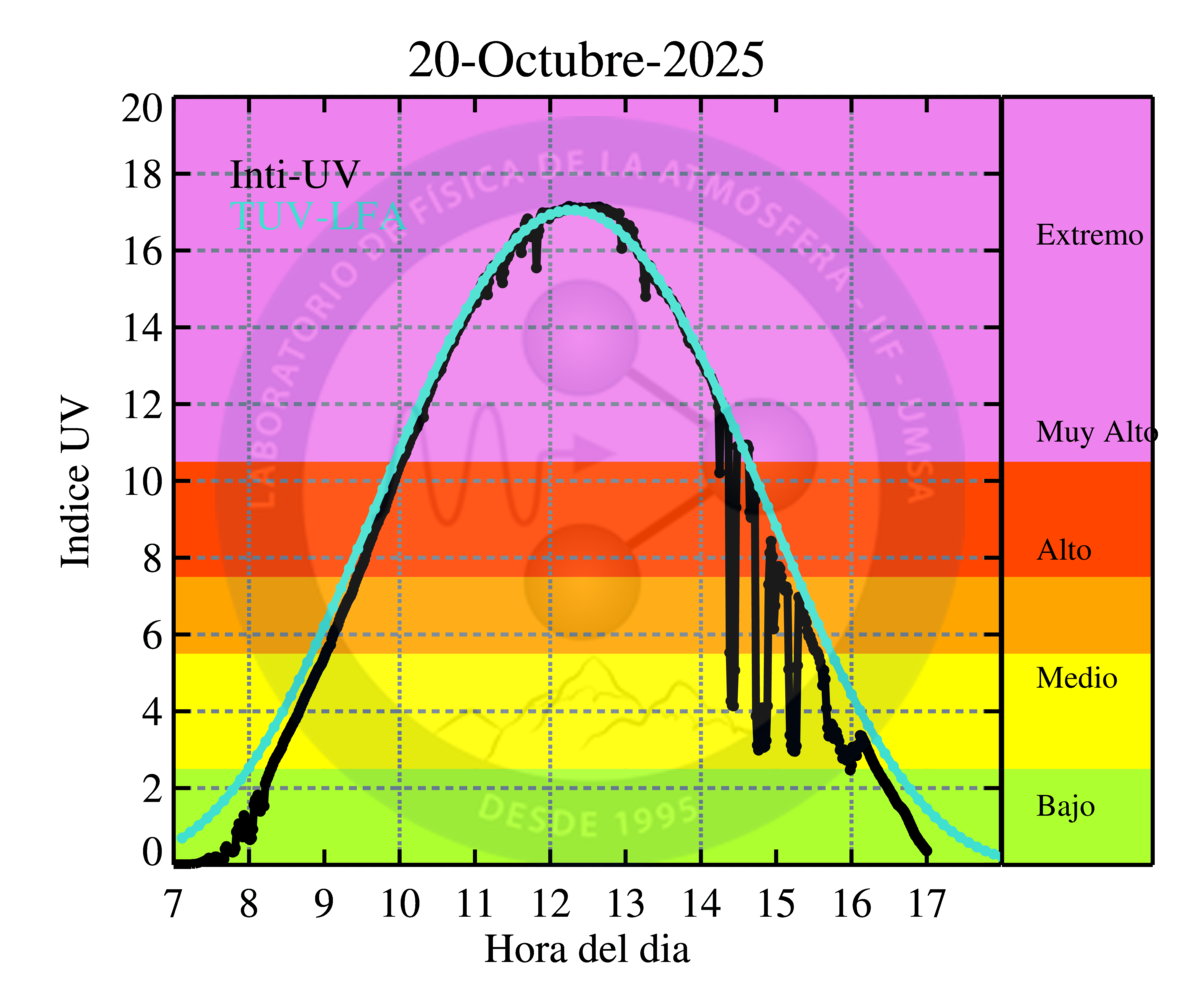 20-Octubre-2025
20
18
16
14
12
10
8
6
4
2
0
Indice UV
Inti-UV
TUV-LFA
LABORATORIO DE FÍSICA DE LA ATMÓSFERA - IIF - UMSA
DESDE 1995
Extremo
Muy Alto
Alto
Medio
Bajo
7 8 9 10 11 12 13 14 15 16 17
Hora del dia